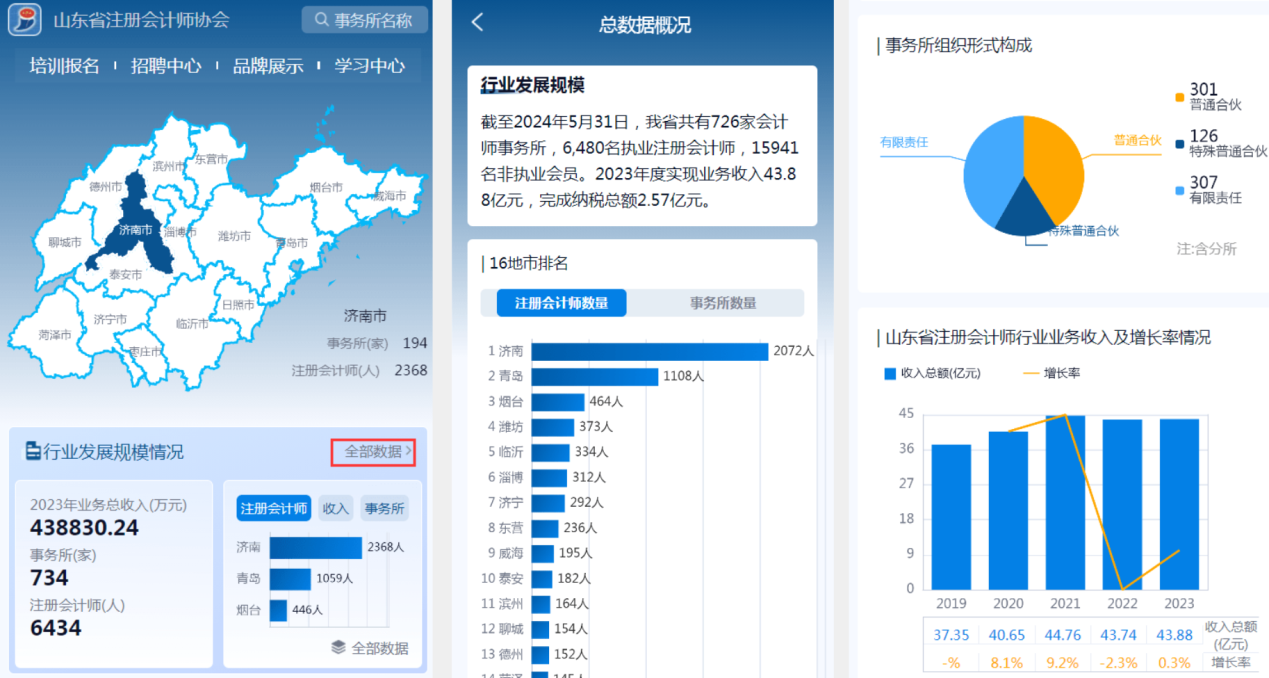 山东省注册会计师协会
事务所名称
培训报名 招聘中心 品牌展示 学习中心
滨州市
东营市
德州市
烟台市
威海市
济南市
淄博市
聊城市
潍坊市
青岛市
泰安市
日照市
济宁市
临沂市
菏泽市
枣庄市
济南市
事务所(家) 194
注册会计师(人) 2368
行业发展规模情况
全部数据
2023年业务总收入(万元)
438830.24
事务所(家)
734
注册会计师(人)
6434
注册会计师 收入 事务所
济南 2368人
青岛 1059人
烟台 446人
全部数据
总数据概况
行业发展规模
截至2024年5月31日，我省共有726家会计
师事务所，6,480名执业注册会计师，15941
名非执业会员。2023年度实现业务收入43.8
8亿元，完成纳税总额2.57亿元。
16地市排名
注册会计师数量 事务所数量
1 济南 2072人
2 青岛 1108人
3 烟台 464人
4 潍坊 373人
5 临沂 334人
6 淄博 312人
7 济宁 292人
8 东营 236人
9 威海 195人
10 泰安 182人
11 滨州 164人
12 聊城 154人
13 德州 152人
14 菏泽 145人
事务所组织形式构成
有限责任
普通合伙
特殊普通合伙
301
普通合伙
126
特殊普通合伙
307
有限责任
注:含分所
山东省注册会计师行业业务收入及增长率情况
收入总额(亿元) 增长率
45
36
27
18
9
0
2019 2020 2021 2022 2023
37.35 40.65 44.76 43.74 43.88 收入总额
(亿元)
-% 8.1% 9.2% -2.3% 0.3% 增长率